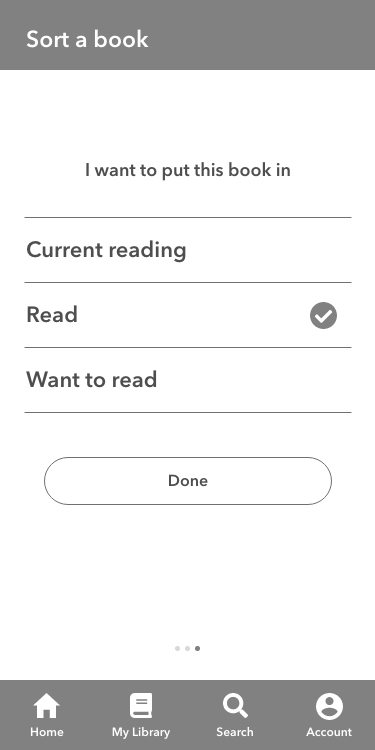 Sort a book
I want to put this book in
Current reading
Read
Want to read
Done
Home
My Library
Search
Account